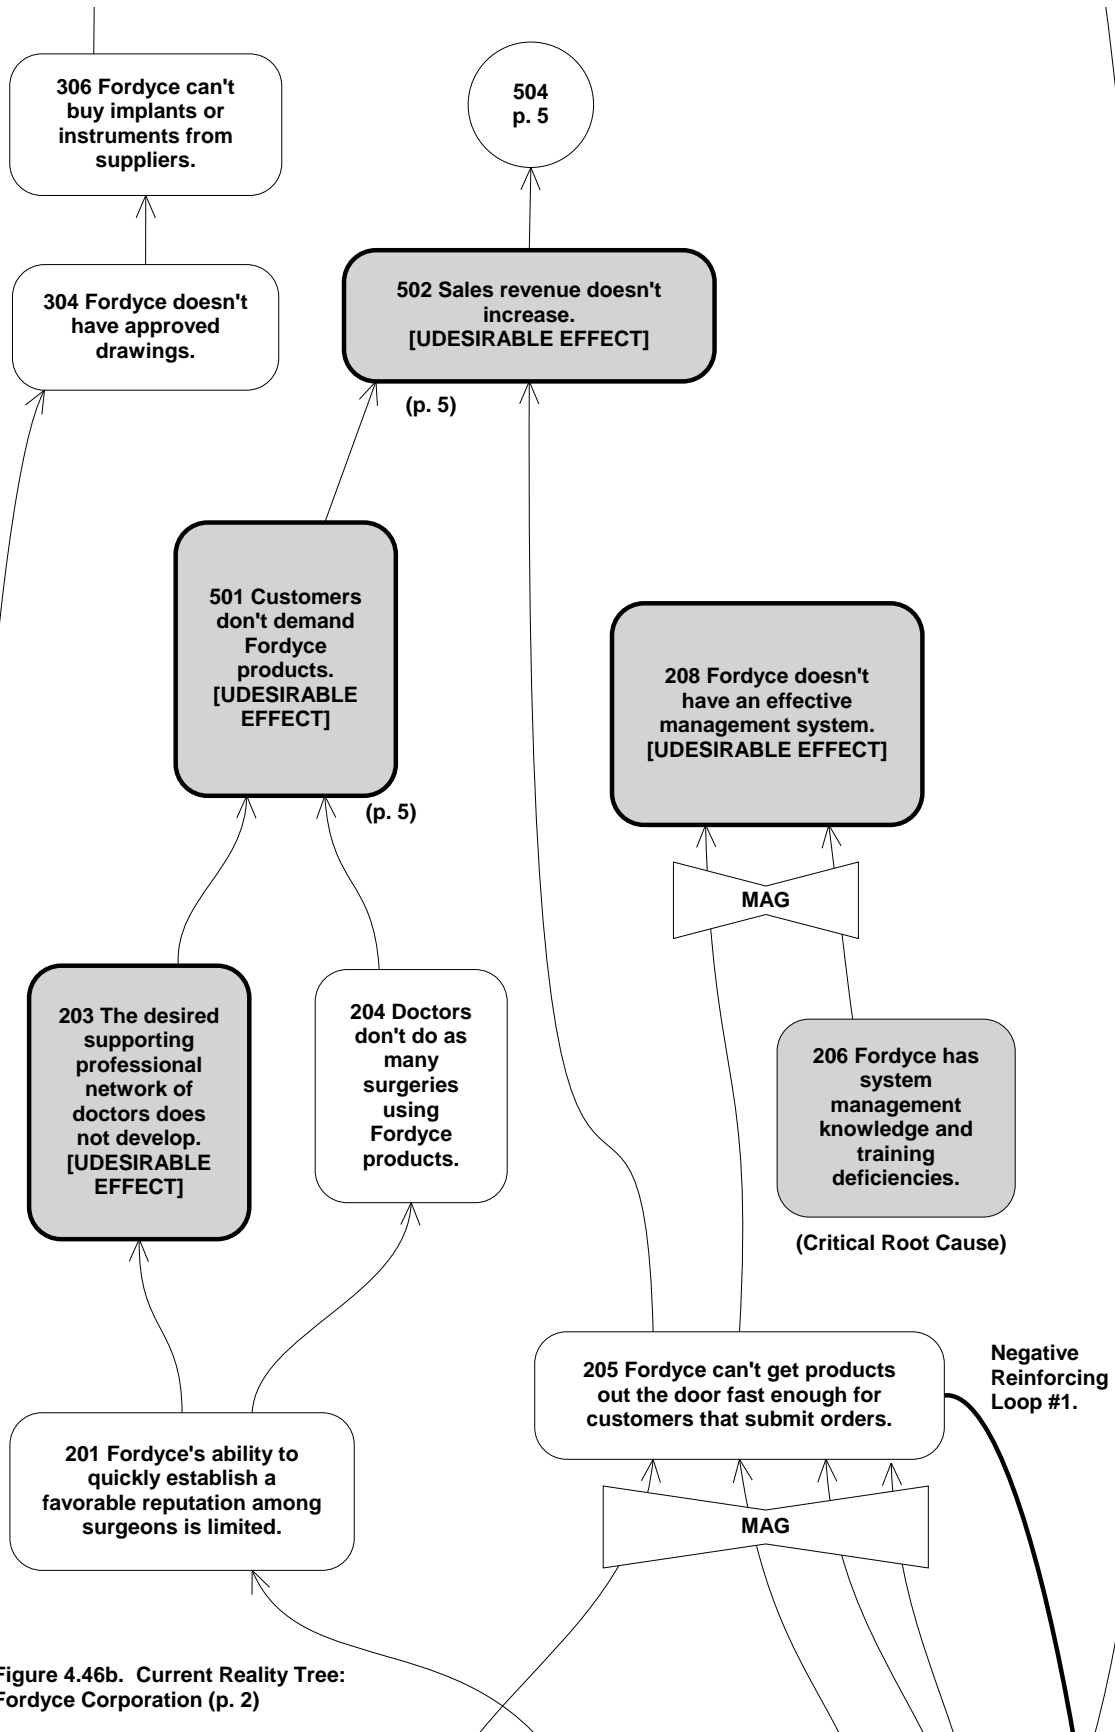 306 Fordyce can't
buy implants or
instruments from
suppliers.
504
p. 5
304 Fordyce doesn't
have approved
drawings.
502 Sales revenue doesn't
increase.
[UDESIRABLE EFFECT]
(p. 5)
501 Customers
don't demand
Fordyce
products.
[UDESIRABLE
EFFECT]
(p. 5)
208 Fordyce doesn't
have an effective
management system.
[UDESIRABLE EFFECT]
MAG
203 The desired
supporting
professional
network of
doctors does
not develop.
[UDESIRABLE
EFFECT]
204 Doctors
don't do as
many
surgeries
using
Fordyce
products.
206 Fordyce has
system
management
knowledge and
training
deficiencies.
(Critical Root Cause)
205 Fordyce can't get products
out the door fast enough for
customers that submit orders.
Negative
Reinforcing
Loop #1.
201 Fordyce's ability to
quickly establish a
favorable reputation among
surgeons is limited.
MAG
Figure 4.46b. Current Reality Tree:
Fordyce Corporation (p. 2)